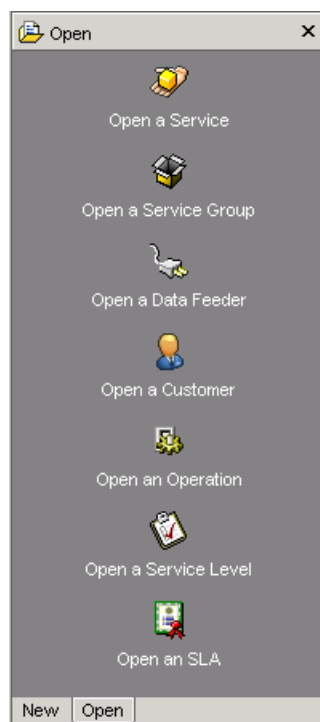 Open
Open a Service
Open a Service Group
Open a Data Feeder
Open a Customer
Open an Operation
Open a Service Level
Open an SLA
New Open